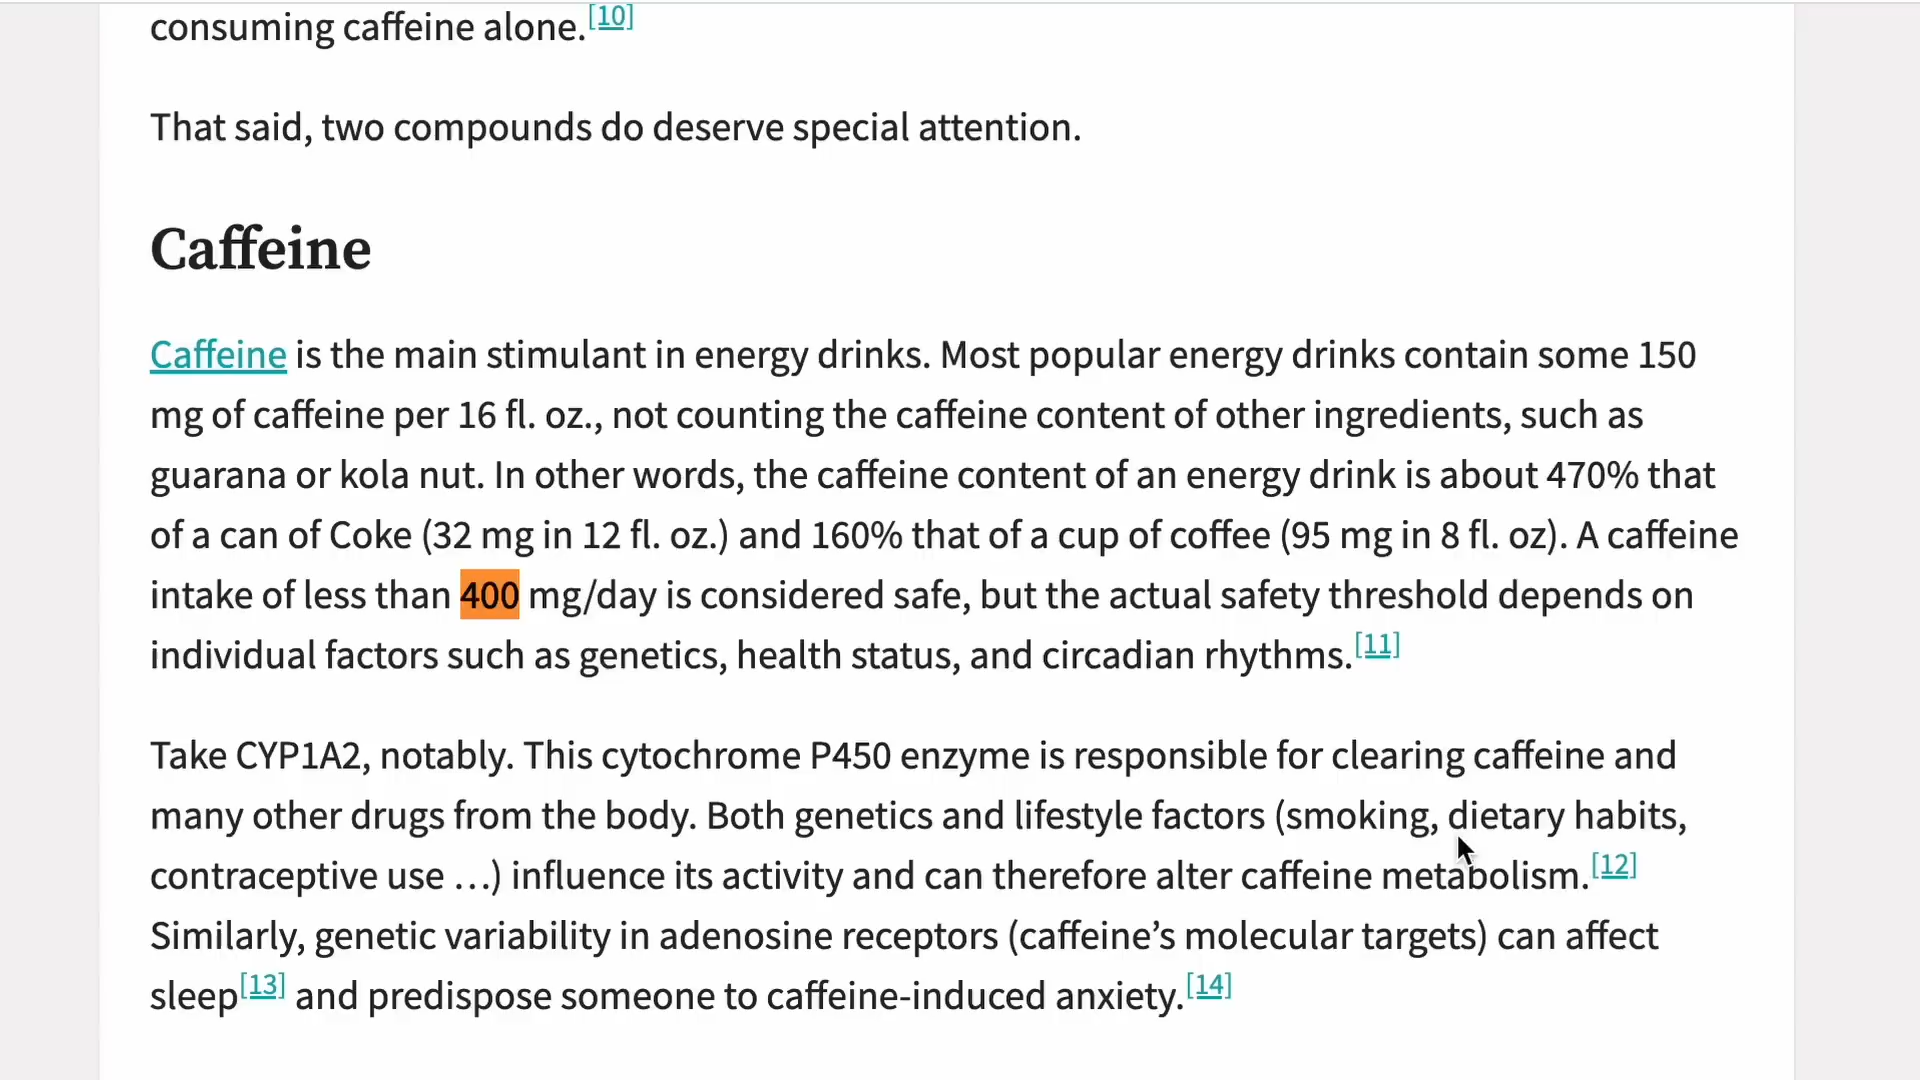 consuming caffeine alone.[10]
That said, two compounds do deserve special attention.
Caffeine
Caffeine is the main stimulant in energy drinks. Most popular energy drinks contain some 150
mg of caffeine per 16 fl. oz., not counting the caffeine content of other ingredients, such as
guarana or kola nut. In other words, the caffeine content of an energy drink is about 470% that
of a can of Coke (32 mg in 12 fl. oz.) and 160% that of a cup of coffee (95 mg in 8 fl. oz). A caffeine
intake of less than 400 mg/day is considered safe, but the actual safety threshold depends on
individual factors such as genetics, health status, and circadian rhythms.[11]
Take CYP1A2, notably. This cytochrome P450 enzyme is responsible for clearing caffeine and
many other drugs from the body. Both genetics and lifestyle factors (smoking, dietary habits,
contraceptive use …) influence its activity and can therefore alter caffeine metabolism.[12]
Similarly, genetic variability in adenosine receptors (caffeine’s molecular targets) can affect
sleep[13] and predispose someone to caffeine-induced anxiety.[14]